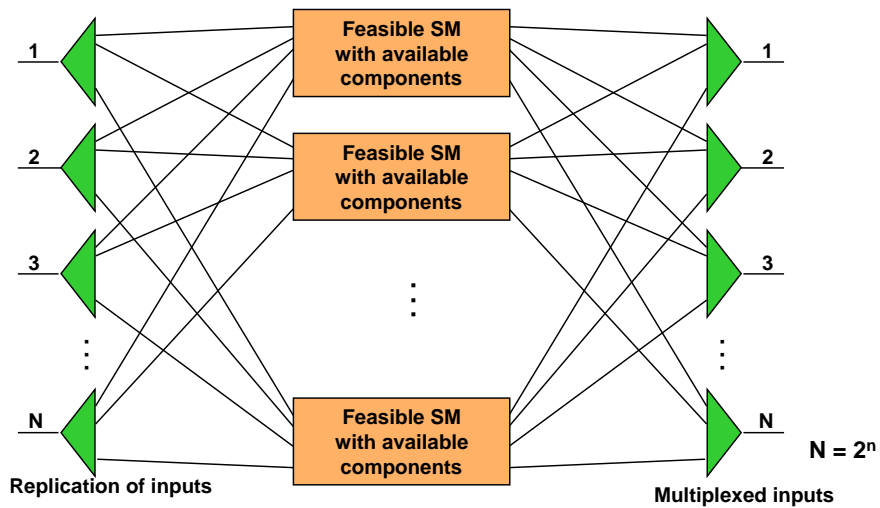 1
Feasible SM
with available
components
1
2
Feasible SM
with available
components
2
3
⋮
3
⋮
⋮
N
Feasible SM
with available
components
N
N = 2ⁿ
Replication of inputs
Multiplexed inputs